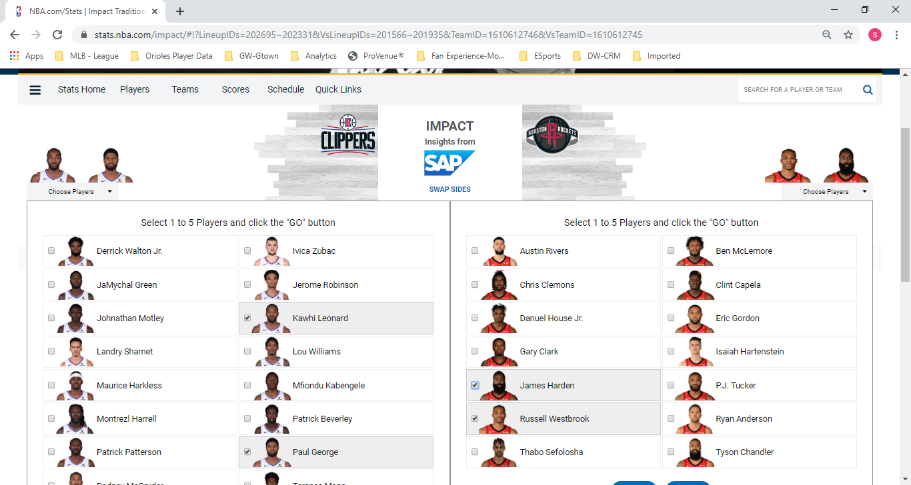 NBA.com/Stats | Impact Tradition
stats.nba.com/impact/#!?LineupIDs=202695~202331&VsLineupIDs=201566~201935&TeamID=1610612746&VsTeamID=1610612745
S
Apps MLB - League Orioles Player Data GW-Gtown Analytics ProVenue® Fan Experience-Mo... ESports DW-CRM Imported
Stats Home Players Teams Scores Schedule Quick Links SEARCH FOR A PLAYER OR TEAM
CLIPPERS
IMPACT
Insights from
SAP
SWAP SIDES
HOUSTON ROCKETS
Choose Players Choose Players
Select 1 to 5 Players and click the "GO" button
Derrick Walton Jr. Ivica Zubac
JaMychal Green Jerome Robinson
Johnathan Motley Kawhi Leonard
Landry Shamet Lou Williams
Maurice Harkless Mfiondu Kabengele
Montrezl Harrell Patrick Beverley
Patrick Patterson Paul George
Select 1 to 5 Players and click the "GO" button
Austin Rivers Ben McLemore
Chris Clemons Clint Capela
Danuel House Jr. Eric Gordon
Gary Clark Isaiah Hartenstein
James Harden P.J. Tucker
Russell Westbrook Ryan Anderson
Thabo Sefolosha Tyson Chandler